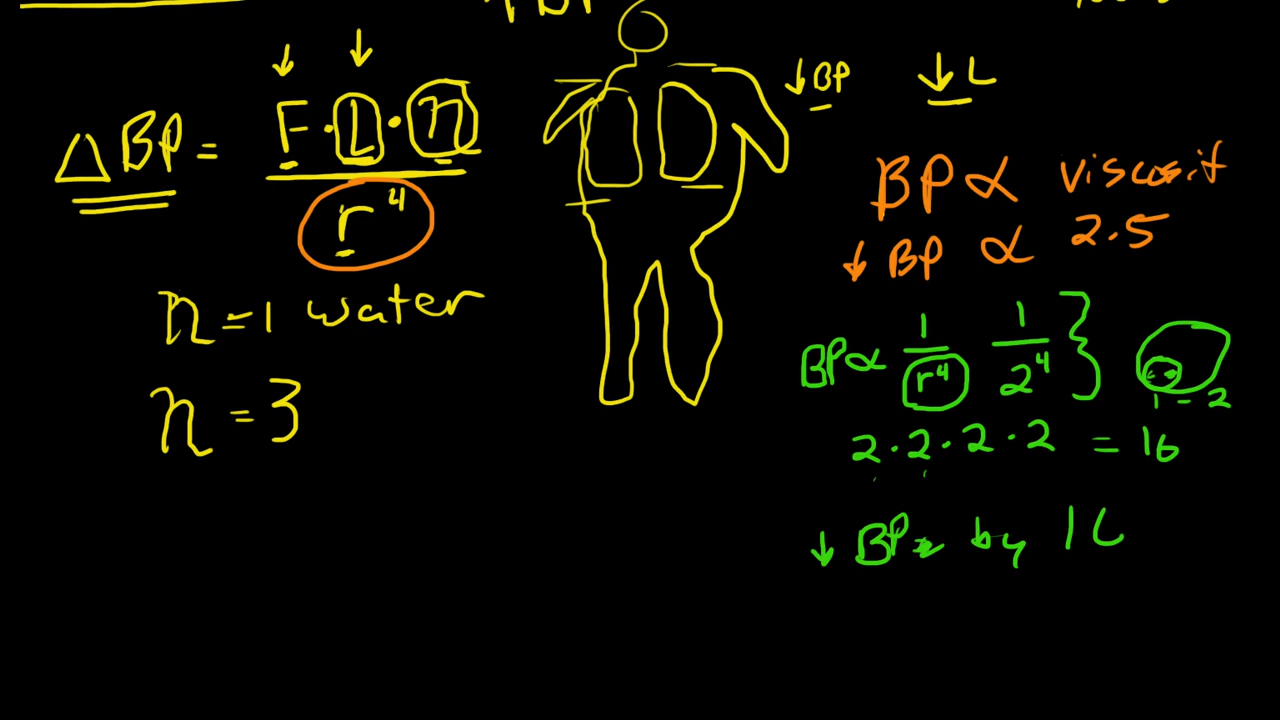 ΔBP = F · L · η
r⁴
η = 1 water
η = 3
↓ BP ↓ L
BP ∝ viscosit
↓ BP ∝ 2.5
BP ∝ 1/r⁴ 1/2⁴ }
1 - 2
2 · 2 · 2 · 2 = 16
↓ BP by 1